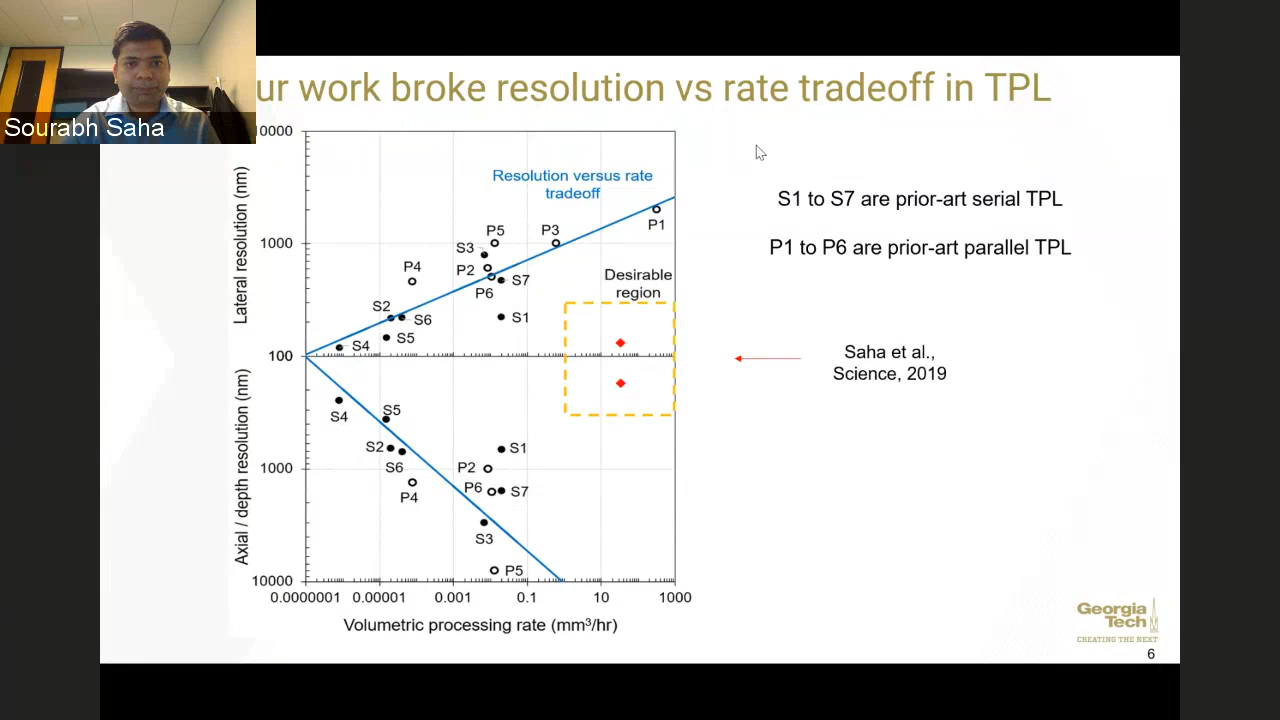 ur work broke resolution vs rate tradeoff in TPL
Sourabh Saha
10000
Resolution versus rate
tradeoff
S1 to S7 are prior-art serial TPL
P1 to P6 are prior-art parallel TPL
Lateral resolution (nm)
1000
P5
P3
P1
S3
P2
P4
S7
P6
Desirable
region
S2
S6
S1
S5
S4
100
Saha et al.,
Science, 2019
Axial / depth resolution (nm)
S4
S5
S2
S6
S1
P2
P4
P6
S7
1000
S3
P5
10000
0.0000001
0.00001
0.001
0.1
10
1000
Volumetric processing rate (mm³/hr)
Georgia
Tech
CREATING THE NEXT
6